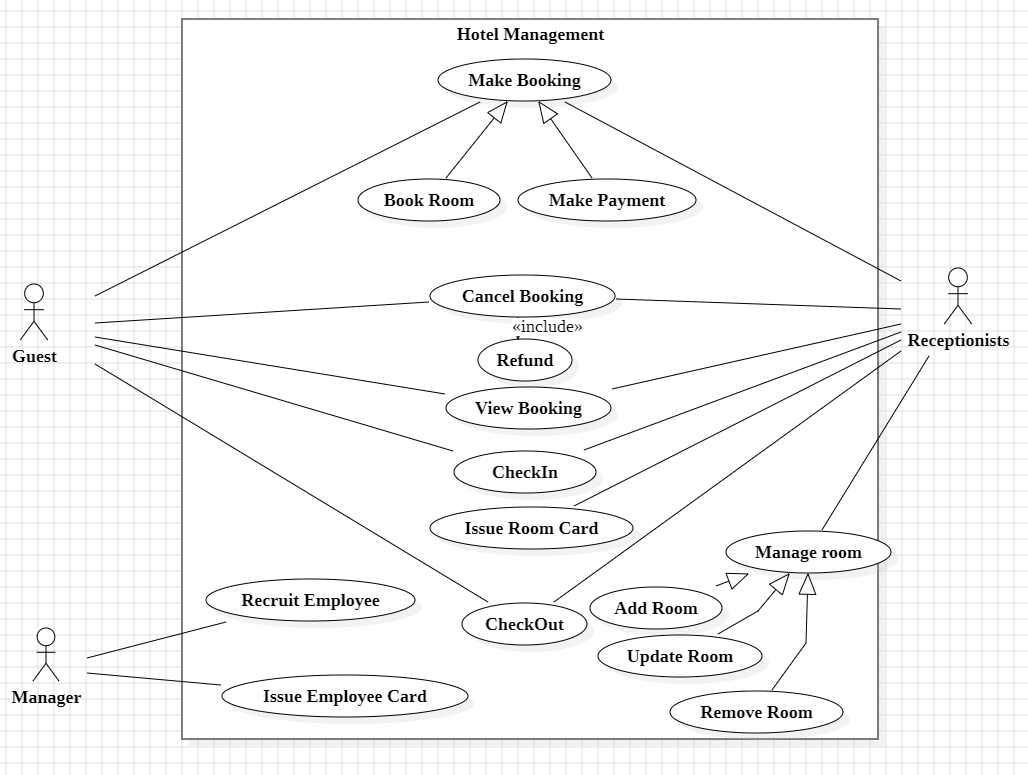 Hotel Management
Make Booking
Book Room
Make Payment
Cancel Booking
«include»
Refund
Guest
Receptionists
View Booking
CheckIn
Issue Room Card
Manage room
Recruit Employee
Add Room
CheckOut
Update Room
Manager
Issue Employee Card
Remove Room